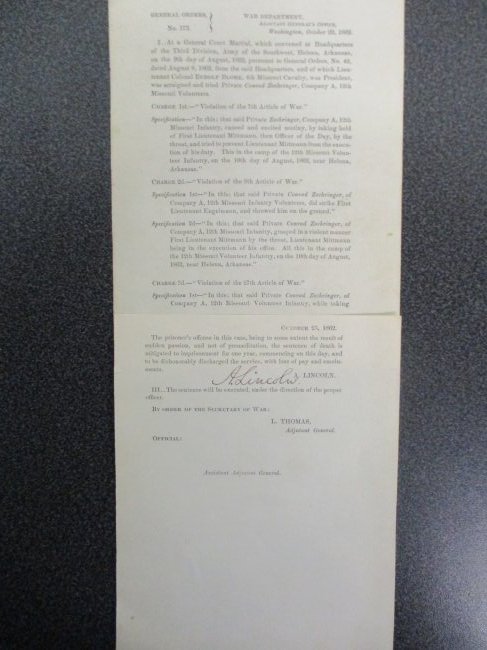 GENERAL ORDERS, } WAR DEPARTMENT,
ADJUTANT GENERAL'S OFFICE,
No. Washington, October 1862.
I.. At a General Court Martial, which convened at Headquarters
of the Third Division, Army of the Southwest, Helena, Arkansas,
on the 9th day of August, 1862, pursuant to General Orders, No.
dated August 8, 1862, from the said Headquarters, and of which Lieu-
tenant Colonel 4th Missouri Cavalry, was President,
was arraigned and tried Private Conrad Zechringer, Company A, 12th
Missouri Volunteers.
CHARGE 1st.—"Violation of the 7th Article of War."
Specification—"In this; that said Private Conrad Zechringer, Company A, 12th
Missouri Infantry, caused and excited mutiny, by taking hold
of First Lieutenant Mittmann, then Officer of the Day, by the
throat, and tried to prevent Lieutenant Mittmann from the execu-
tion of his duty. This in the camp of the 12th Missouri Volun-
teer Infantry, on the 10th day of August, 1862, near Helena,
Arkansas."
CHARGE 2d.—"Violation of the 9th Article of War."
Specification 1st—"In this; that said Private Conrad Zechringer, of
Company A, 12th Missouri Infantry Volunteers, did strike First
Lieutenant Engelmann, and throwed him on the ground."
Specification 2d—"In this; that said Private Conrad Zechringer, of
Company A, 12th Missouri Infantry, grasped in a violent manner
First Lieutenant Mittmann by the throat, Lieutenant Mittmann
being in the execution of his office. All this in the camp of
the 12th Missouri Volunteer Infantry, on the 10th day of August,
1862, near Helena, Arkansas."
CHARGE 3d.—"Violation of the 27th Article of War."
Specification 1st—"In this; that said Private Conrad Zechringer, of
Company A, 12th Missouri Volunteer Infantry, while taking
OCTOBER 25, 1862.
The prisoner's offense in this case, being to some extent the result of
sudden passion, and not of premeditation, the sentence of death is
mitigated to imprisonment for one year, commencing on this day, and
to be dishonorably discharged the service, with loss of pay and emolu-
ments.
A. Lincoln LINCOLN.
III.. The sentence will be executed, under the direction of the proper
officer.
BY ORDER OF THE SECRETARY OF WAR:
L. THOMAS,
Adjutant General.
OFFICIAL:
Assistant Adjutant General.